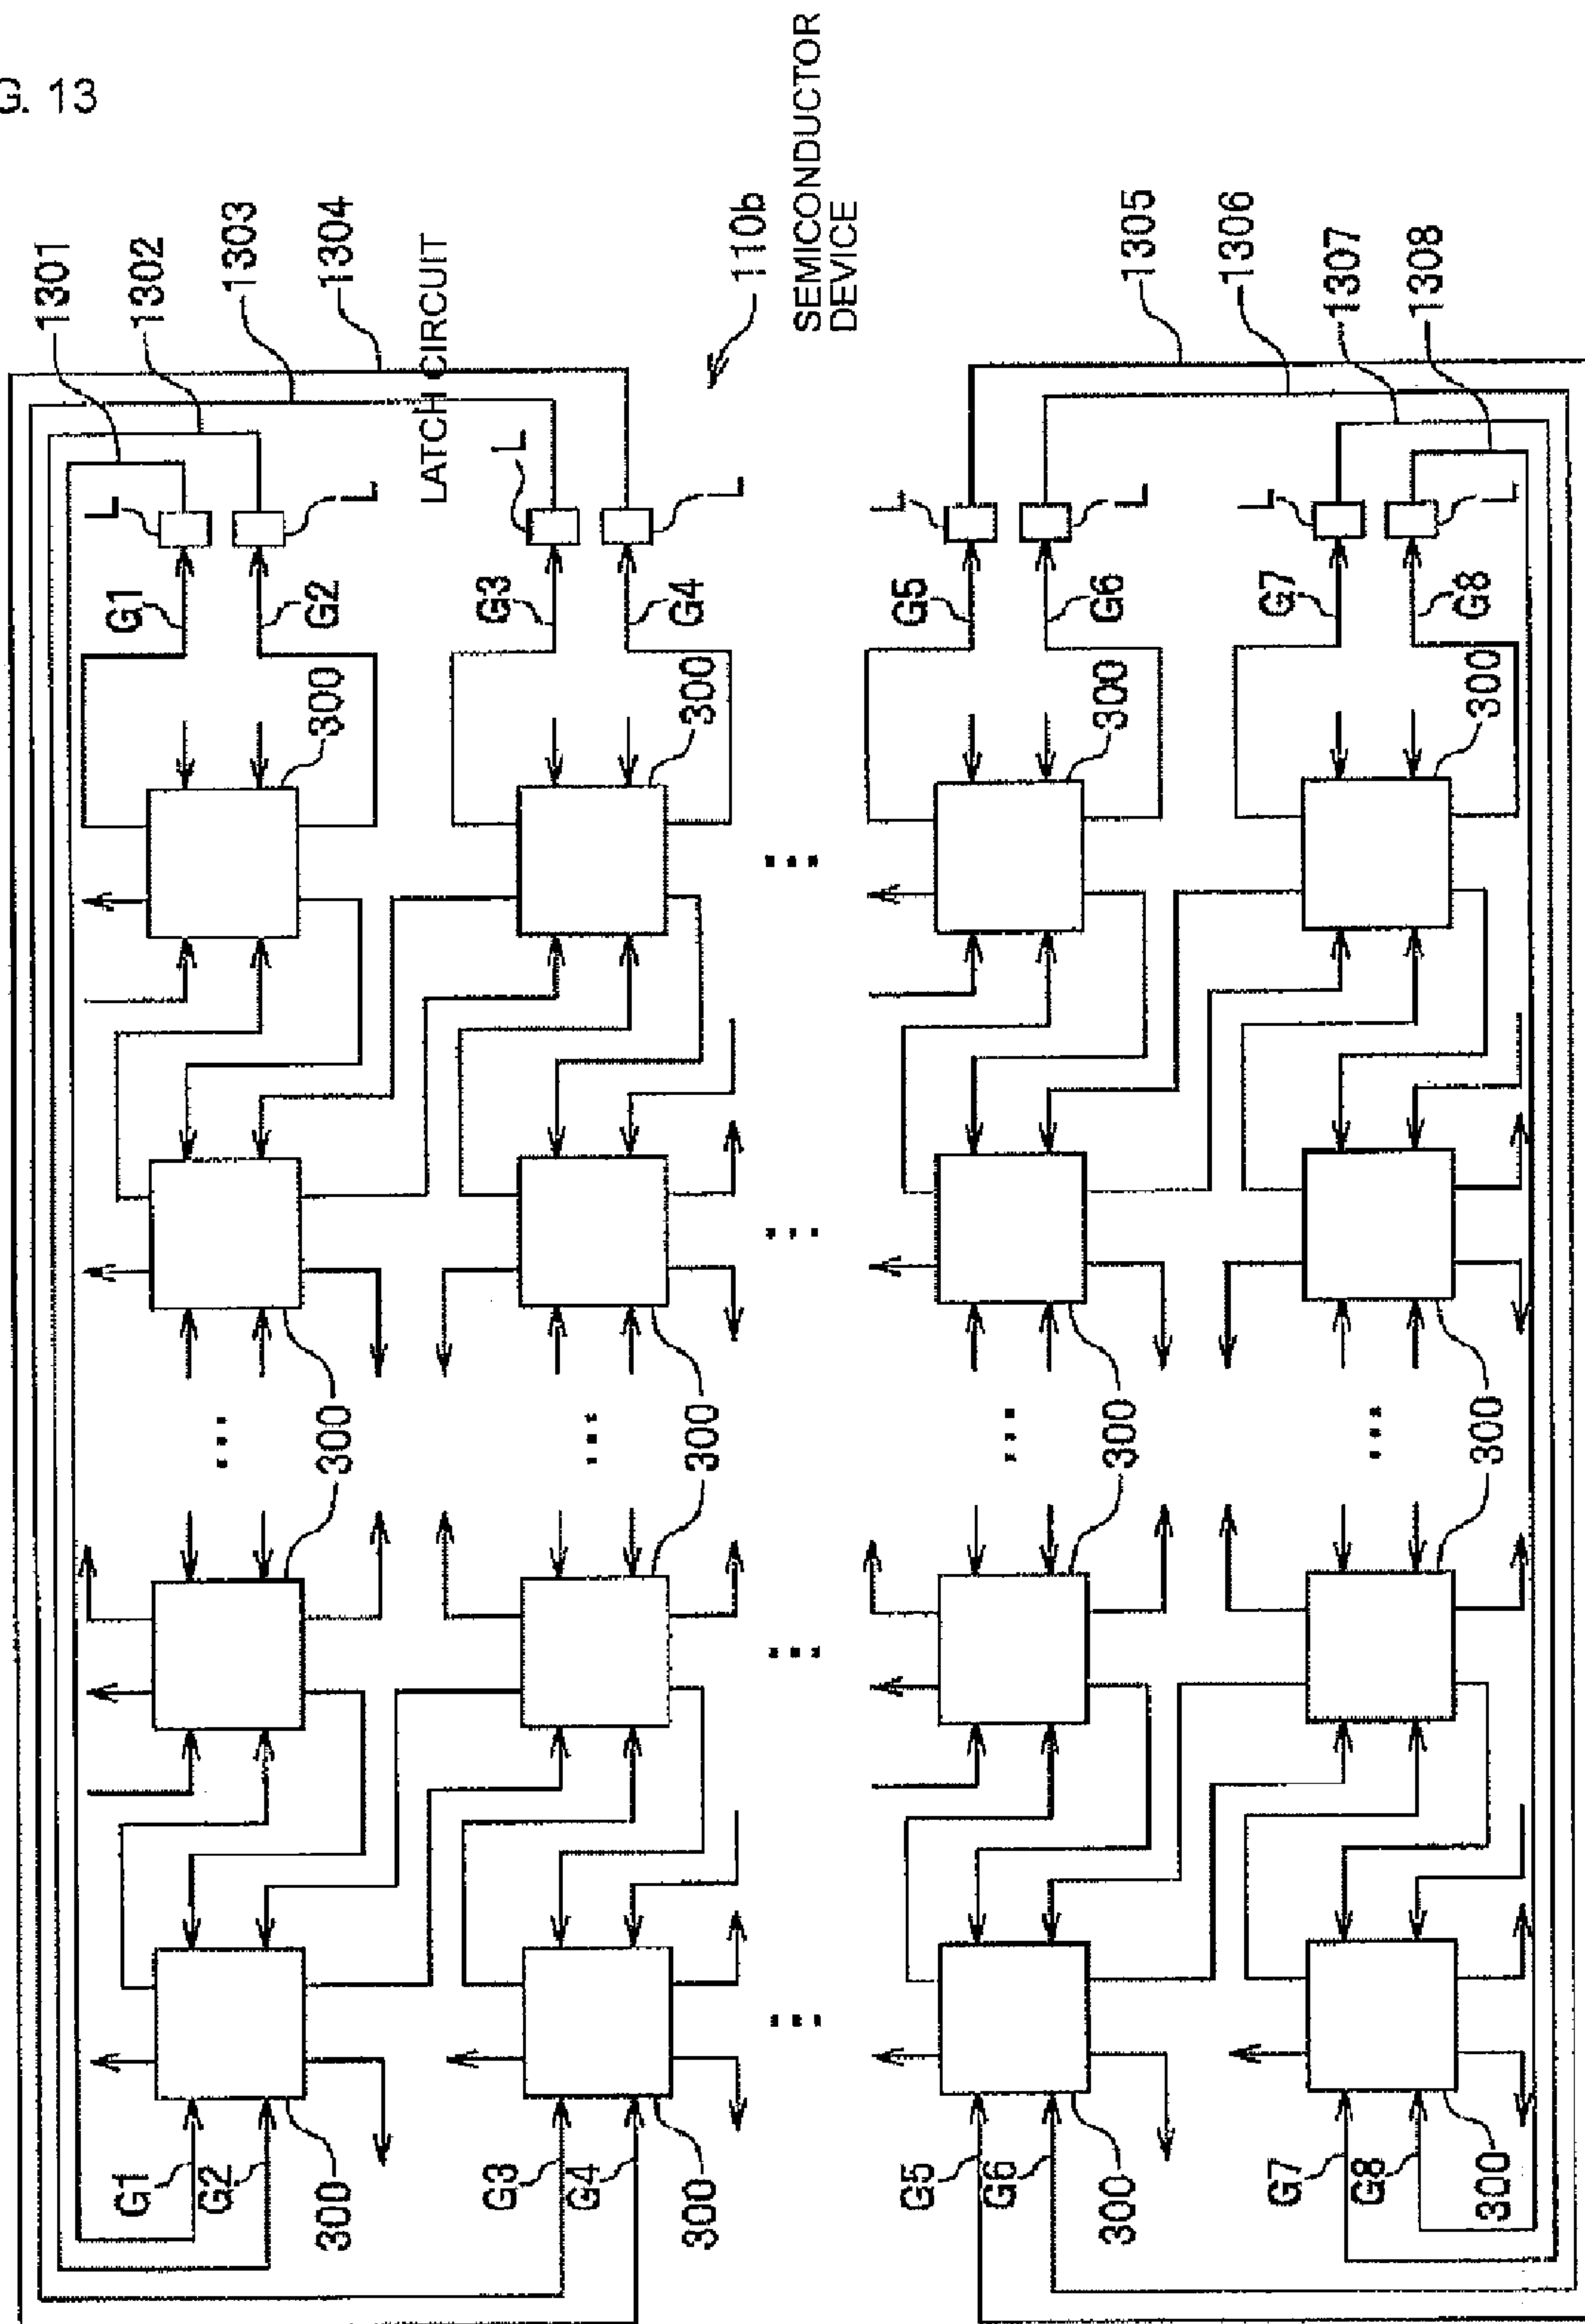 G. 13
1301
1302
1303
1304
LATCH CIRCUIT
110b
SEMICONDUCTOR
DEVICE
1305
1306
1307
1308
L
L
L
L
L
L
L
L
G1
G2
G3
G4
G5
G6
G7
G8
300
300
300
300
300
300
300
300
300
300
300
300
G1
G2
G3
G4
G5
G6
G7
G8
300
300
300
300